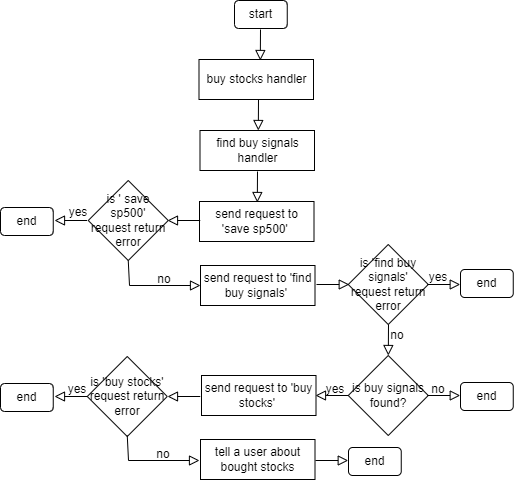 start
buy stocks handler
find buy signals
handler
is ' save
sp500'
request return
error
yes
end
send request to
'save sp500'
no
send request to 'find
buy signals'
is 'find buy
signals'
request return
error
yes
end
no
is 'buy stocks'
request return
error
yes
end
send request to 'buy
stocks'
yes
is buy signals
found?
no
end
no
tell a user about
bought stocks
end